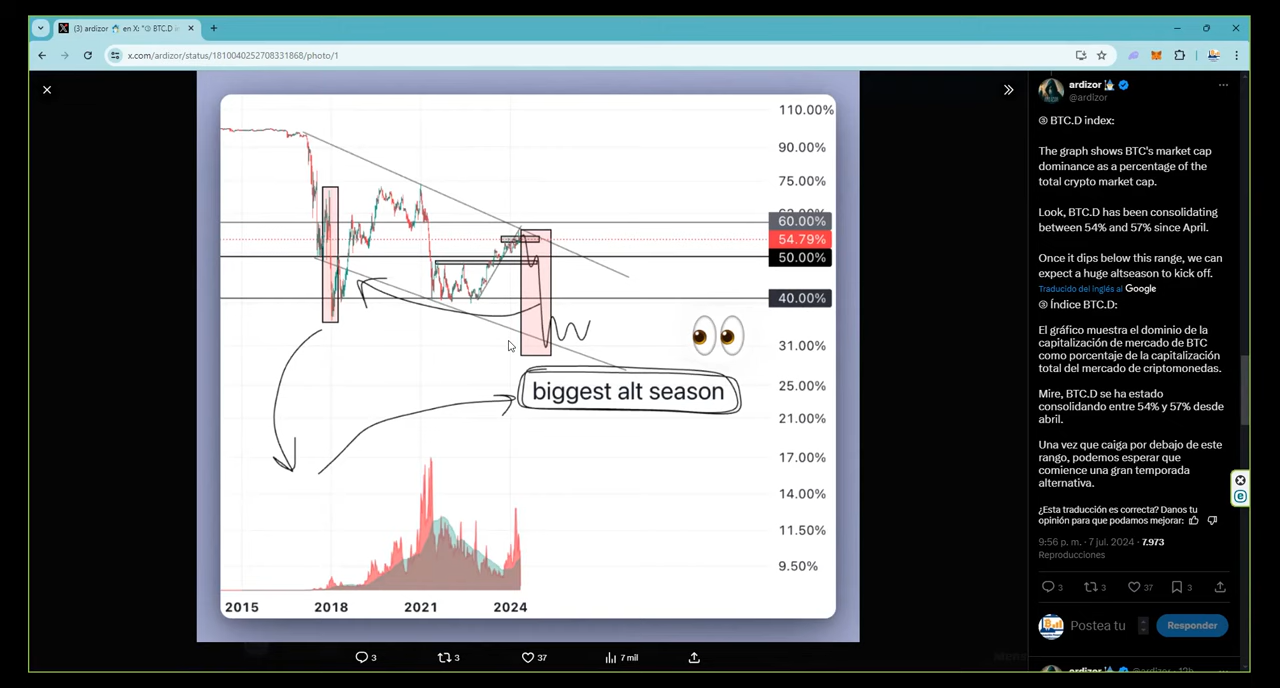 (3) ardizor en X: "③ BTC.D i
x.com/ardizor/status/1810040252708331868/photo/1
110.00%
90.00%
75.00%
60.00%
54.79%
50.00%
40.00%
31.00%
25.00%
21.00%
17.00%
14.00%
11.50%
9.50%
biggest alt season
2015
2018
2021
2024
3
3
37
7 mil
ardizor
@ardizor
③ BTC.D index:
The graph shows BTC's market cap
dominance as a percentage of the
total crypto market cap.
Look, BTC.D has been consolidating
between 54% and 57% since April.
Once it dips below this range, we can
expect a huge altseason to kick off.
Traducido del inglés al Google
③ Índice BTC.D:
El gráfico muestra el dominio de la
capitalización de mercado de BTC
como porcentaje de la capitalización
total del mercado de criptomonedas.
Mire, BTC.D se ha estado
consolidando entre 54% y 57% desde
abril.
Una vez que caiga por debajo de este
rango, podemos esperar que
comience una gran temporada
alternativa.
¿Esta traducción es correcta? Danos tu
opinión para que podamos mejorar:
9:56 p. m. · 7 jul. 2024 · 7.973
Reproducciones
3
3
37
3
Postea tu
Responder
ardizor @ardizor · 12h